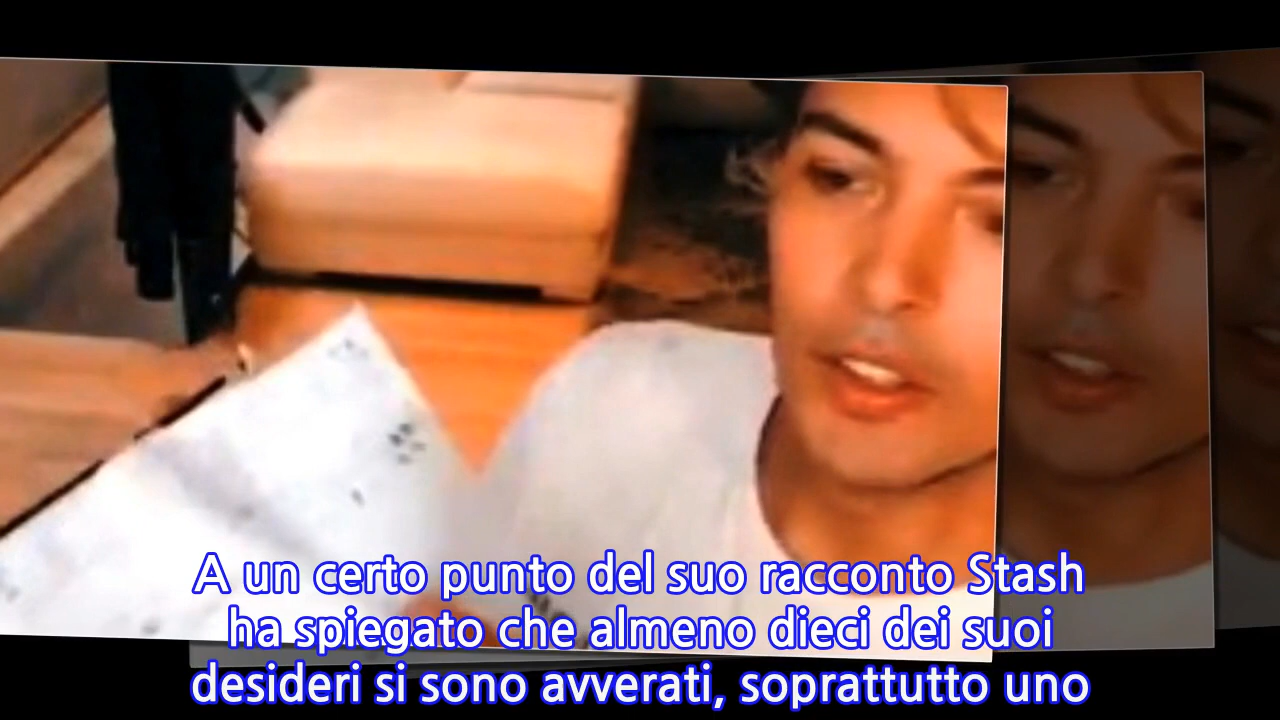 A un certo punto del suo racconto Stash
ha spiegato che almeno dieci dei suoi
desideri si sono avverati, soprattutto uno